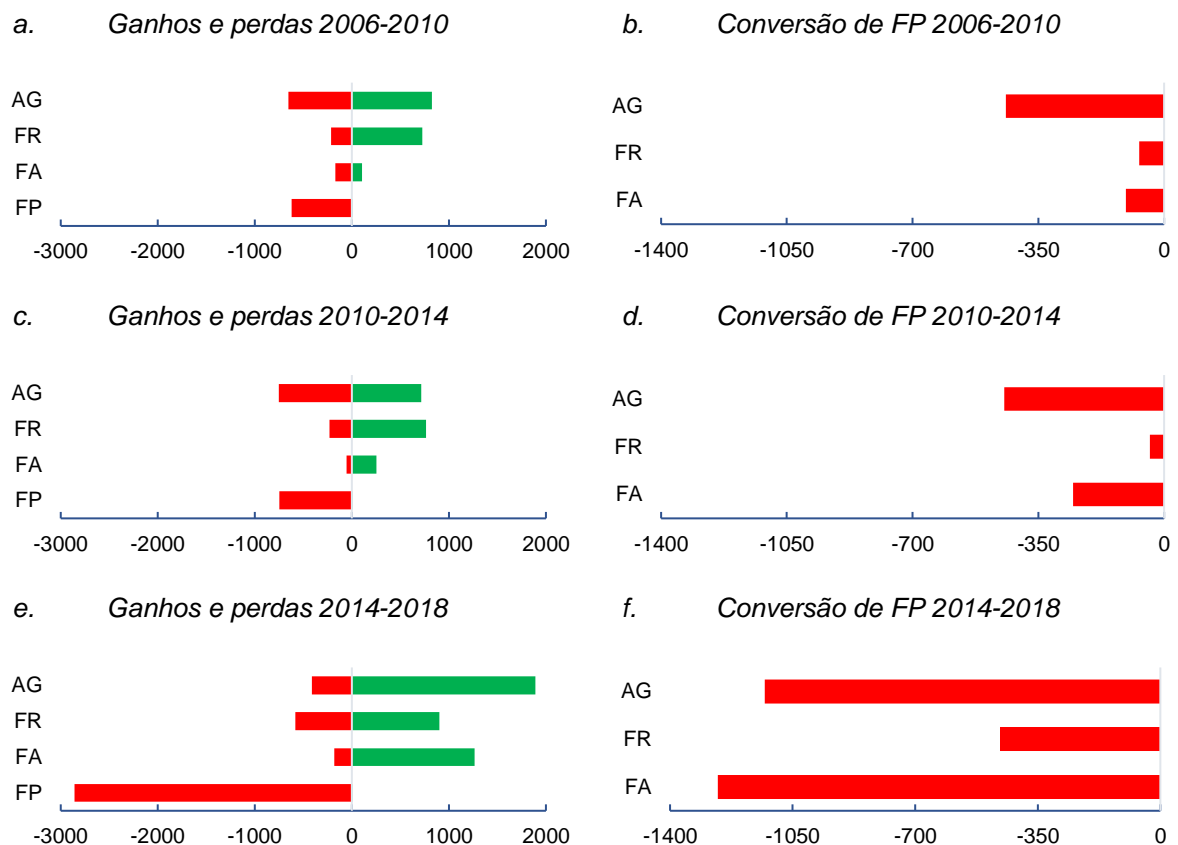 a. Ganhos e perdas 2006-2010
AG
FR
FA
FP
-3000 -2000 -1000 0 1000 2000
b. Conversão de FP 2006-2010
AG
FR
FA
-1400 -1050 -700 -350 0
c. Ganhos e perdas 2010-2014
AG
FR
FA
FP
-3000 -2000 -1000 0 1000 2000
d. Conversão de FP 2010-2014
AG
FR
FA
-1400 -1050 -700 -350 0
e. Ganhos e perdas 2014-2018
AG
FR
FA
FP
-3000 -2000 -1000 0 1000 2000
f. Conversão de FP 2014-2018
AG
FR
FA
-1400 -1050 -700 -350 0